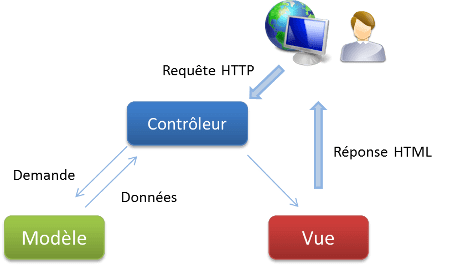 Requête HTTP
Contrôleur
Réponse HTML
Demande
Données
Modèle
Vue